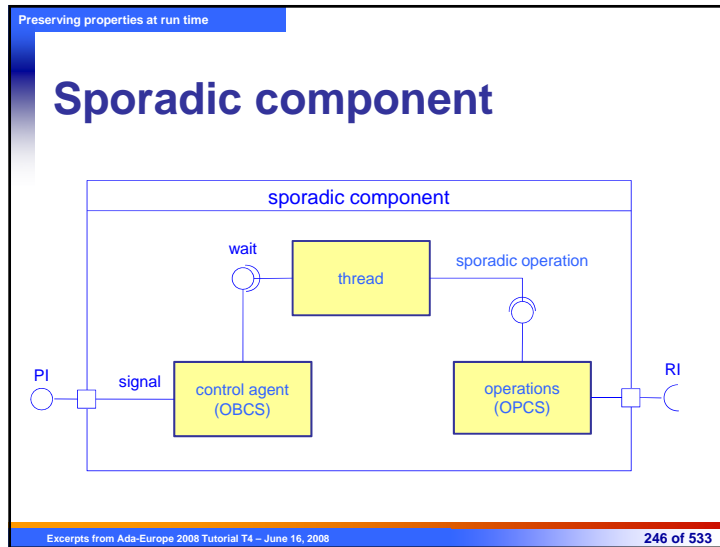 Preserving properties at run time
Sporadic component
sporadic component
wait
thread
sporadic operation
PI
signal
control agent
(OBCS)
operations
(OPCS)
RI
Excerpts from Ada-Europe 2008 Tutorial T4 – June 16, 2008
246 of 533